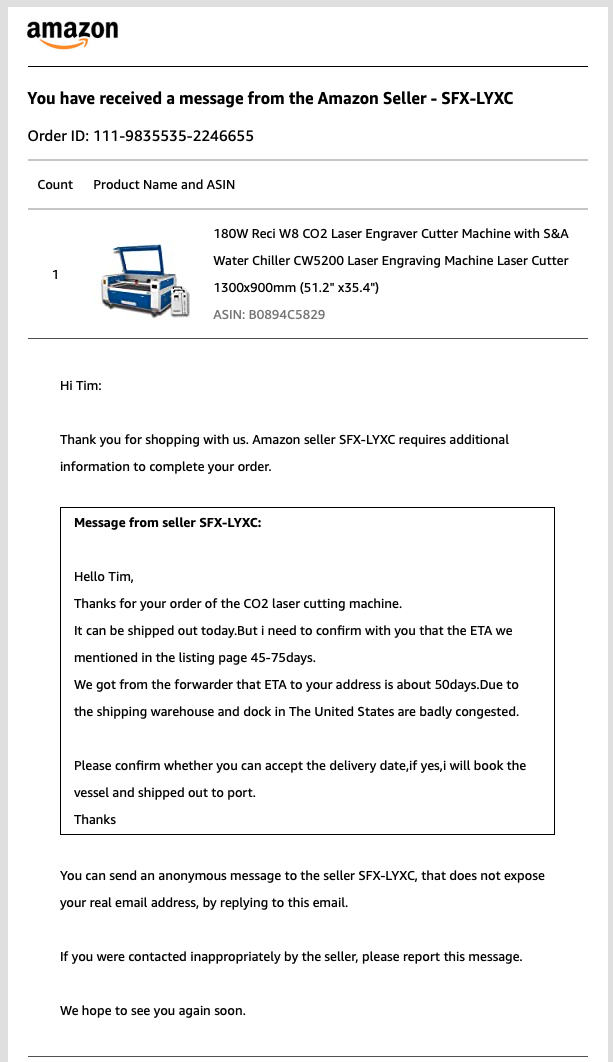 amazon
You have received a message from the Amazon Seller - SFX-LYXC
Order ID: 111-9835535-2246655
Count Product Name and ASIN
1
180W Reci W8 CO2 Laser Engraver Cutter Machine with S&A
Water Chiller CW5200 Laser Engraving Machine Laser Cutter
1300x900mm (51.2" x35.4")
ASIN: B0894C5829
Hi Tim:
Thank you for shopping with us. Amazon seller SFX-LYXC requires additional
information to complete your order.
Message from seller SFX-LYXC:
Hello Tim,
Thanks for your order of the CO2 laser cutting machine.
It can be shipped out today.But i need to confirm with you that the ETA we
mentioned in the listing page 45-75days.
We got from the forwarder that ETA to your address is about 50days.Due to
the shipping warehouse and dock in The United States are badly congested.
Please confirm whether you can accept the delivery date,if yes,i will book the
vessel and shipped out to port.
Thanks
You can send an anonymous message to the seller SFX-LYXC, that does not expose
your real email address, by replying to this email.
If you were contacted inappropriately by the seller, please report this message.
We hope to see you again soon.